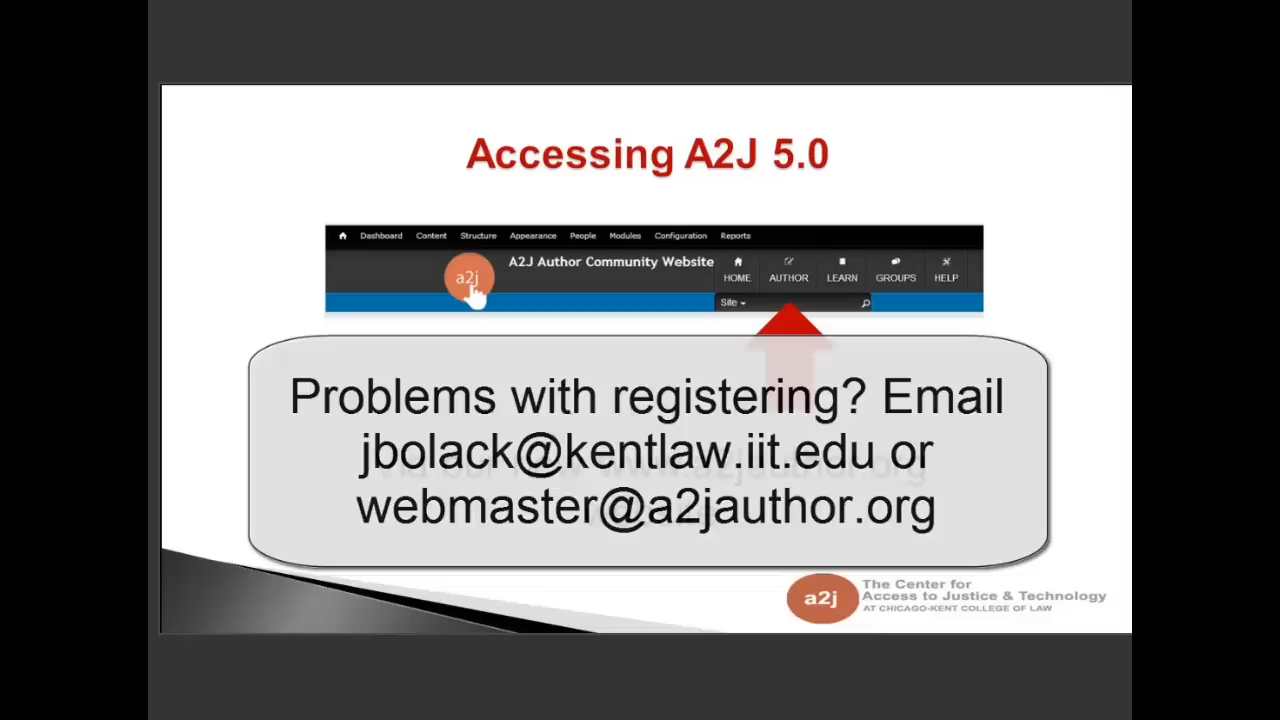 Accessing A2J 5.0
Dashboard Content Structure Appearance People Modules Configuration Reports
a2j A2J Author Community Website
HOME AUTHOR LEARN GROUPS HELP
Site
Problems with registering? Email
jbolack@kentlaw.iit.edu or
webmaster@a2jauthor.org
a2j
The Center for
Access to Justice & Technology
AT CHICAGO-KENT COLLEGE OF LAW